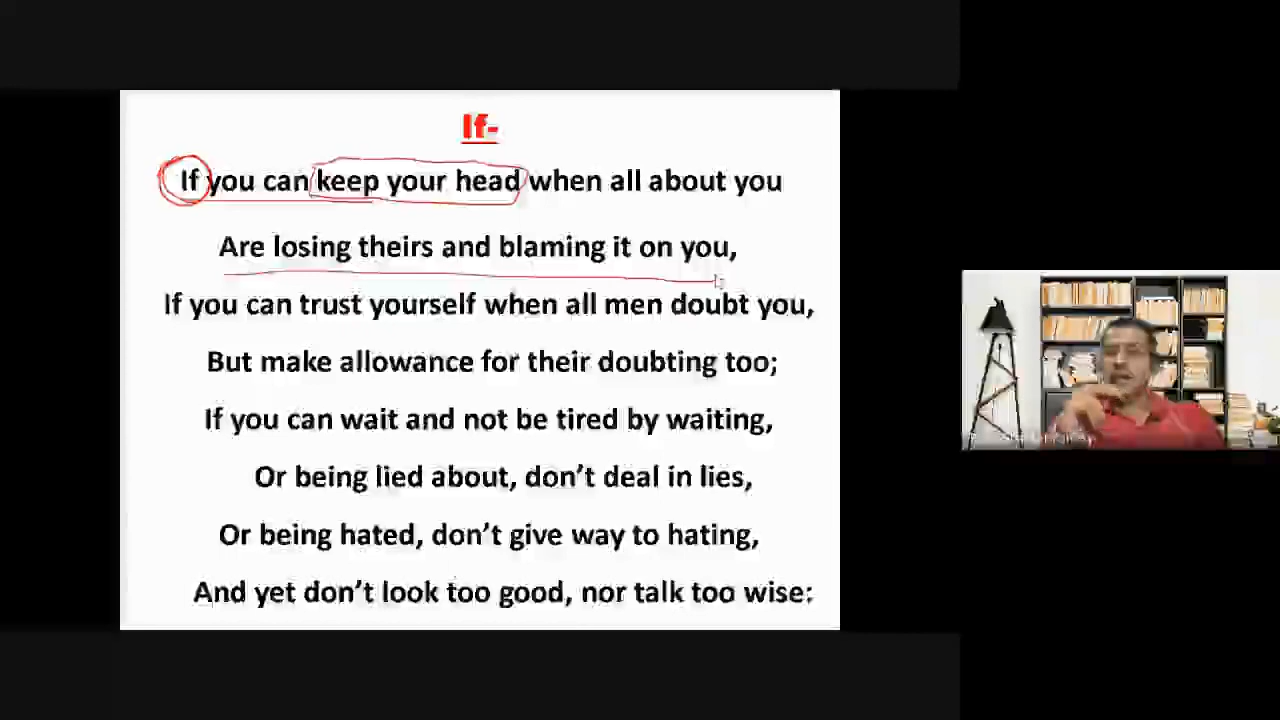 If-
If you can keep your head when all about you
Are losing theirs and blaming it on you,
If you can trust yourself when all men doubt you,
But make allowance for their doubting too;
If you can wait and not be tired by waiting,
Or being lied about, don’t deal in lies,
Or being hated, don’t give way to hating,
And yet don’t look too good, nor talk too wise: